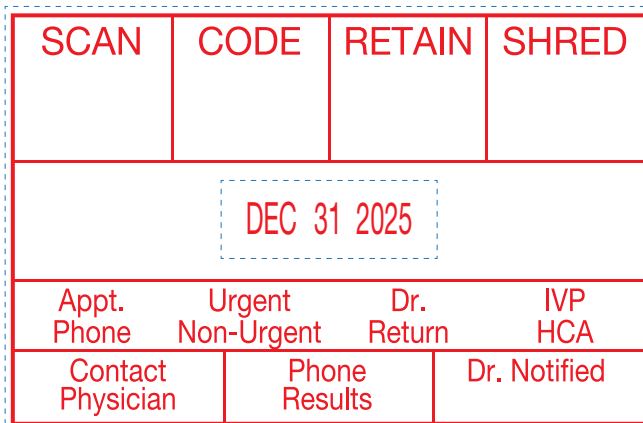 SCAN CODE RETAIN SHRED
DEC 31 2025
Appt. Urgent Dr. IVP
Phone Non-Urgent Return HCA
Contact Phone Dr. Notified
Physician Results